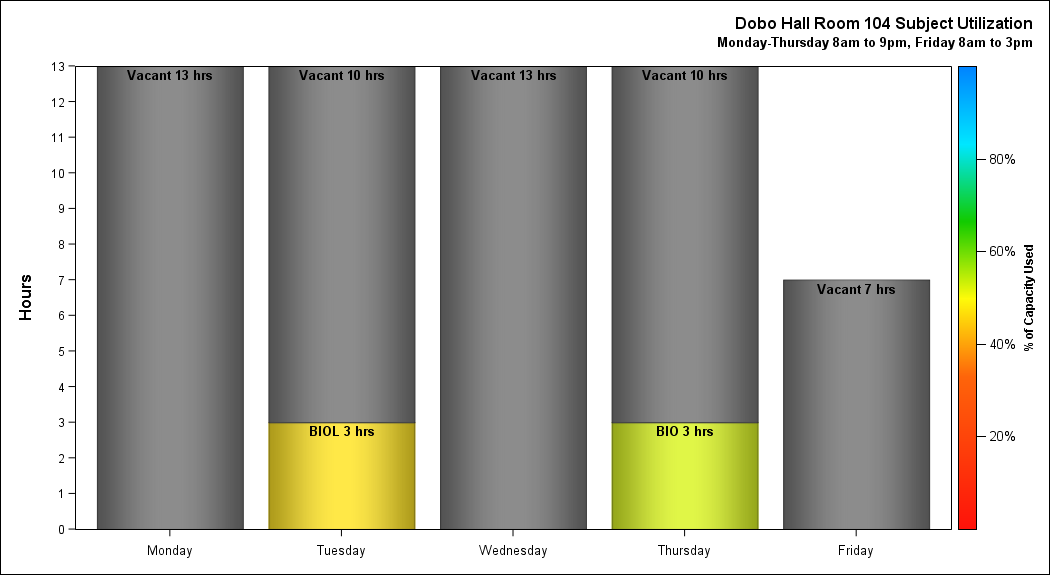 Dobo Hall Room 104 Subject Utilization
Monday-Thursday 8am to 9pm, Friday 8am to 3pm
Hours
13
12
11
10
9
8
7
6
5
4
3
2
1
0
Vacant 13 hrs
Vacant 10 hrs
Vacant 13 hrs
Vacant 10 hrs
Vacant 7 hrs
BIOL 3 hrs
BIO 3 hrs
Monday
Tuesday
Wednesday
Thursday
Friday
80%
60%
40%
20%
% of Capacity Used